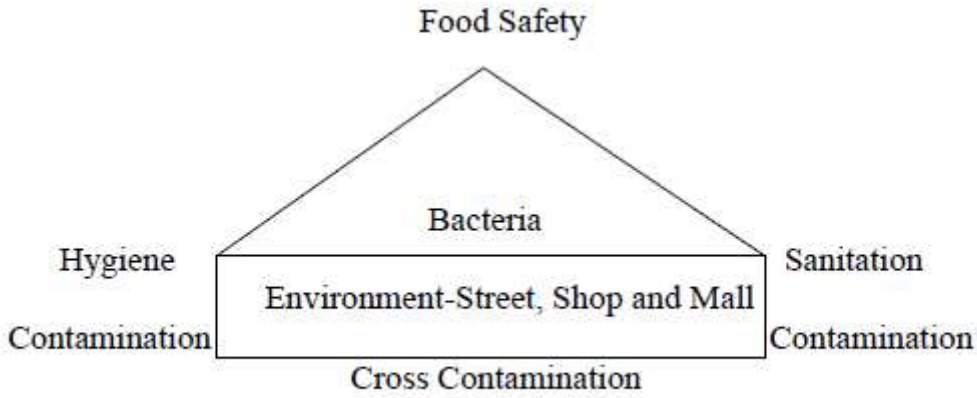 Food Safety
Bacteria
Hygiene
Sanitation
Environment-Street, Shop and Mall
Contamination
Contamination
Cross Contamination